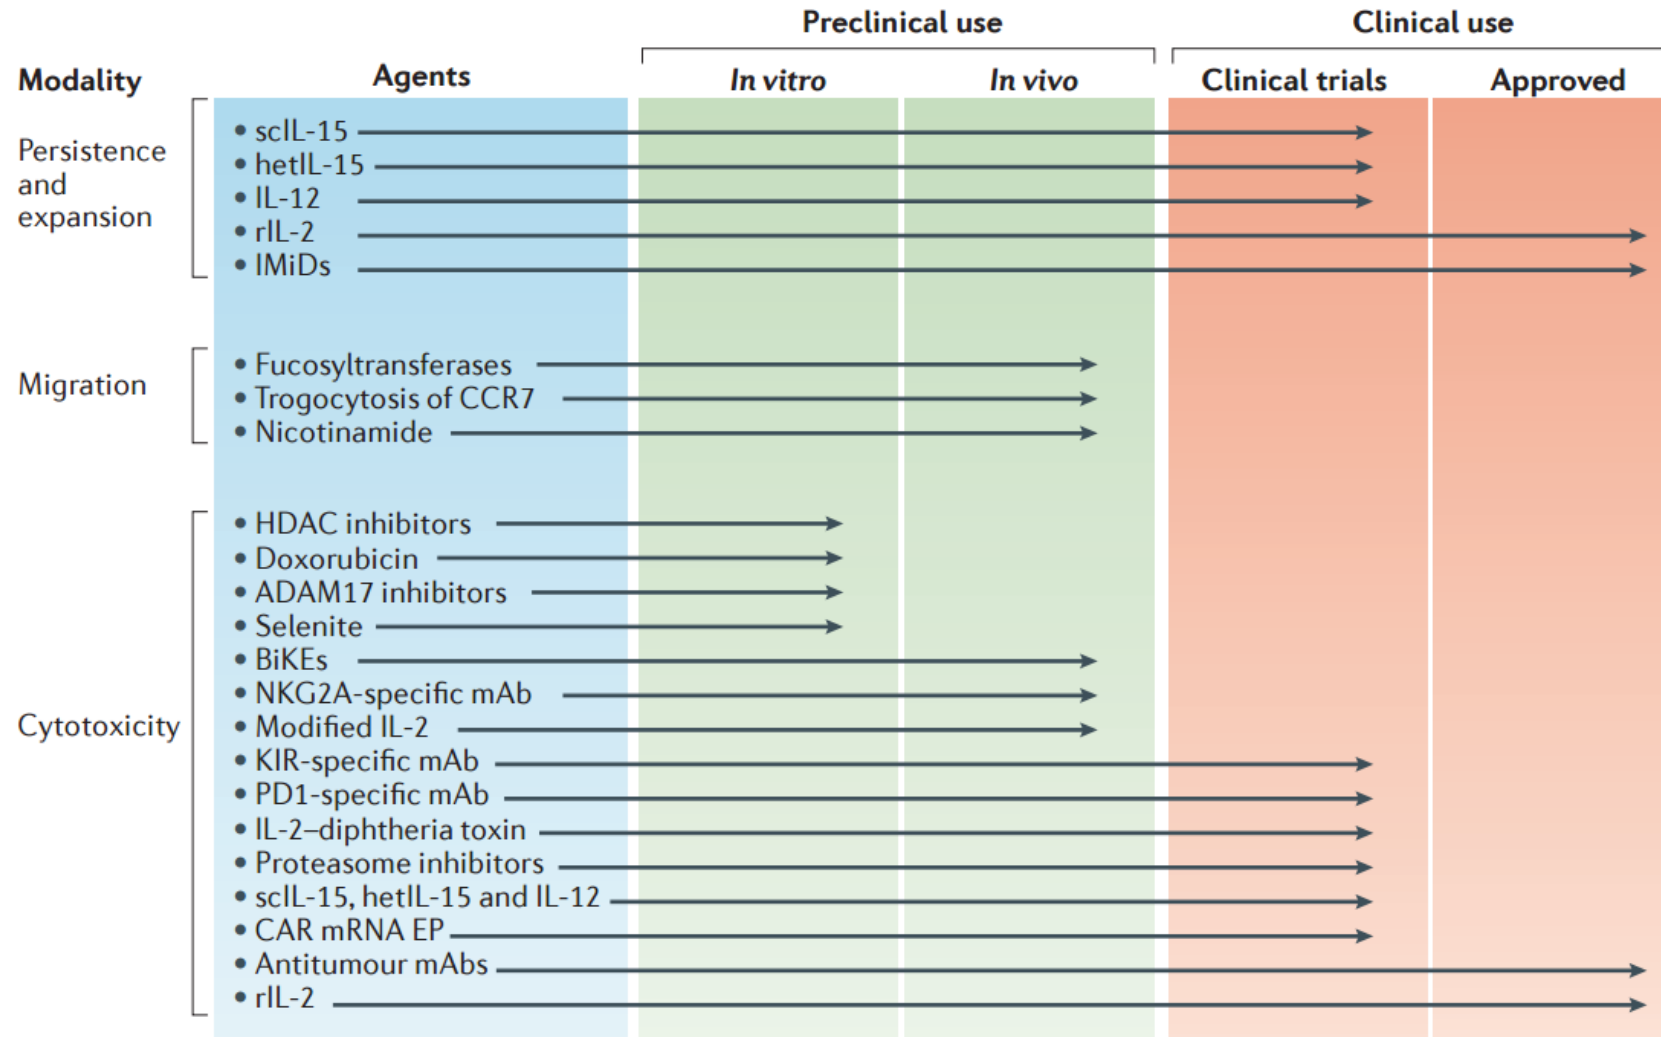 Preclinical use
Clinical use
Modality
Agents
In vitro
In vivo
Clinical trials
Approved
Persistence
and
expansion
• scIL-15
• hetIL-15
• IL-12
• rIL-2
• IMiDs
Migration
• Fucosyltransferases
• Trogocytosis of CCR7
• Nicotinamide
Cytotoxicity
• HDAC inhibitors
• Doxorubicin
• ADAM17 inhibitors
• Selenite
• BiKEs
• NKG2A-specific mAb
• Modified IL-2
• KIR-specific mAb
• PD1-specific mAb
• IL-2–diphtheria toxin
• Proteasome inhibitors
• scIL-15, hetIL-15 and IL-12
• CAR mRNA EP
• Antitumour mAbs
• rIL-2